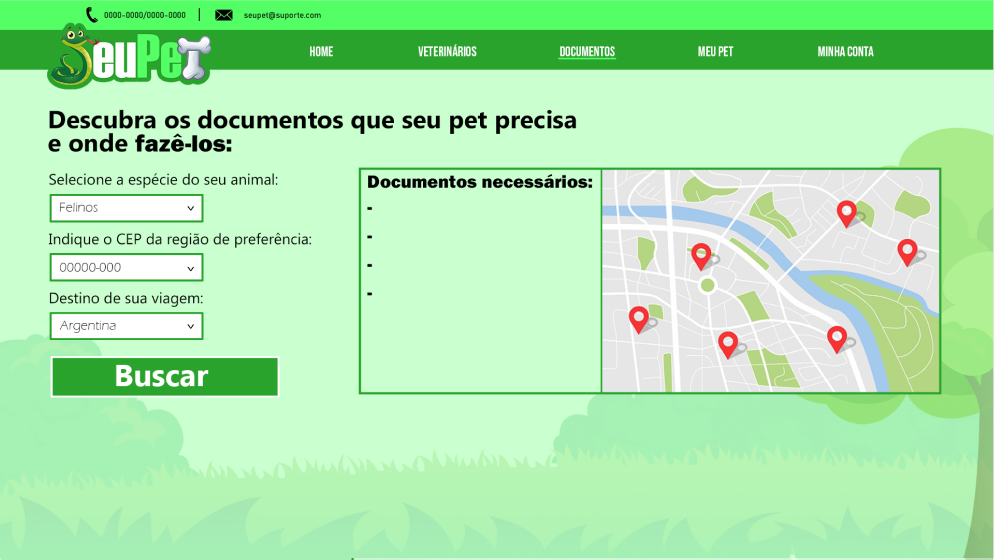 0000-0000/0000-0000
seupet@suporte.com
SeuPet
HOME
VETERINÁRIOS
DOCUMENTOS
MEU PET
MINHA CONTA
Descubra os documentos que seu pet precisa
e onde fazê-los:
Selecione a espécie do seu animal:
Felinos
Indique o CEP da região de preferência:
00000-000
Destino de sua viagem:
Argentina
Buscar
Documentos necessários:
-
-
-
-